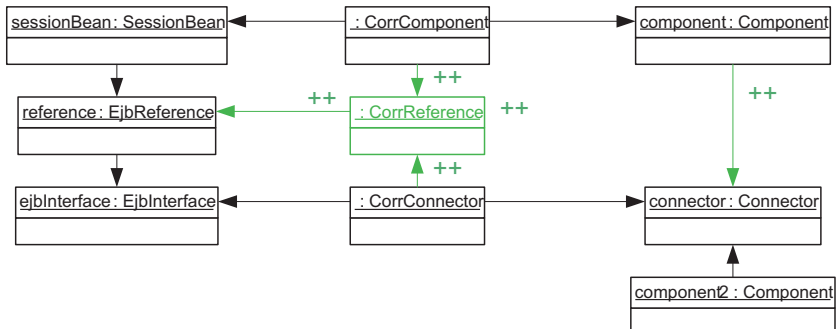 sessionBean : SessionBean
: CorrComponent
component : Component
++
++
reference : EjbReference
++
: CorrReference
++
++
ejbInterface : EjbInterface
: CorrConnector
connector : Connector
component2 : Component